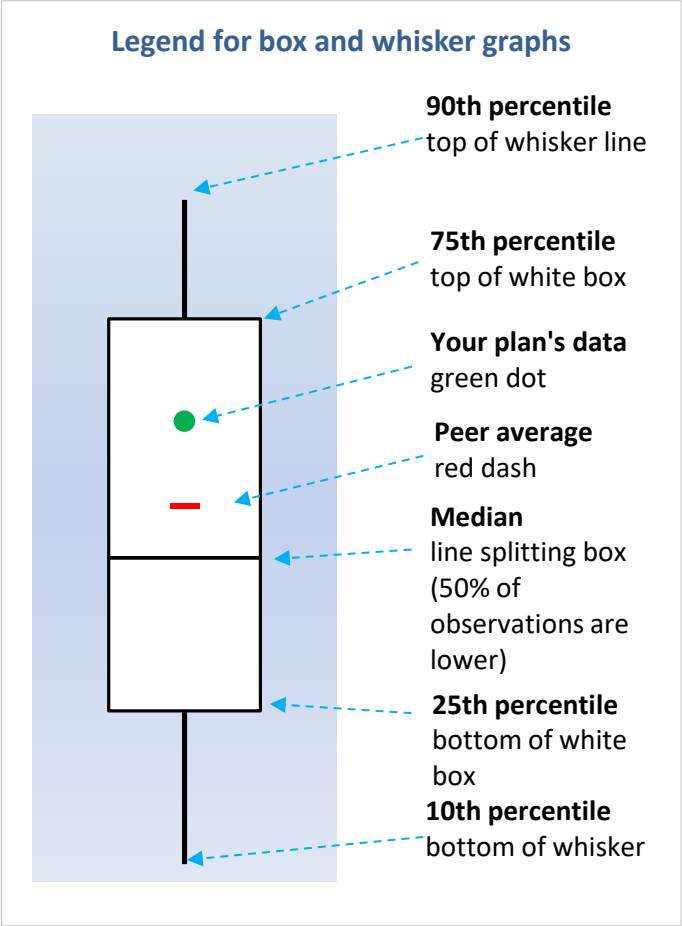 Legend for box and whisker graphs
90th percentile
top of whisker line
75th percentile
top of white box
Your plan's data
green dot
Peer average
red dash
Median
line splitting box
(50% of
observations are
lower)
25th percentile
bottom of white
box
10th percentile
bottom of whisker